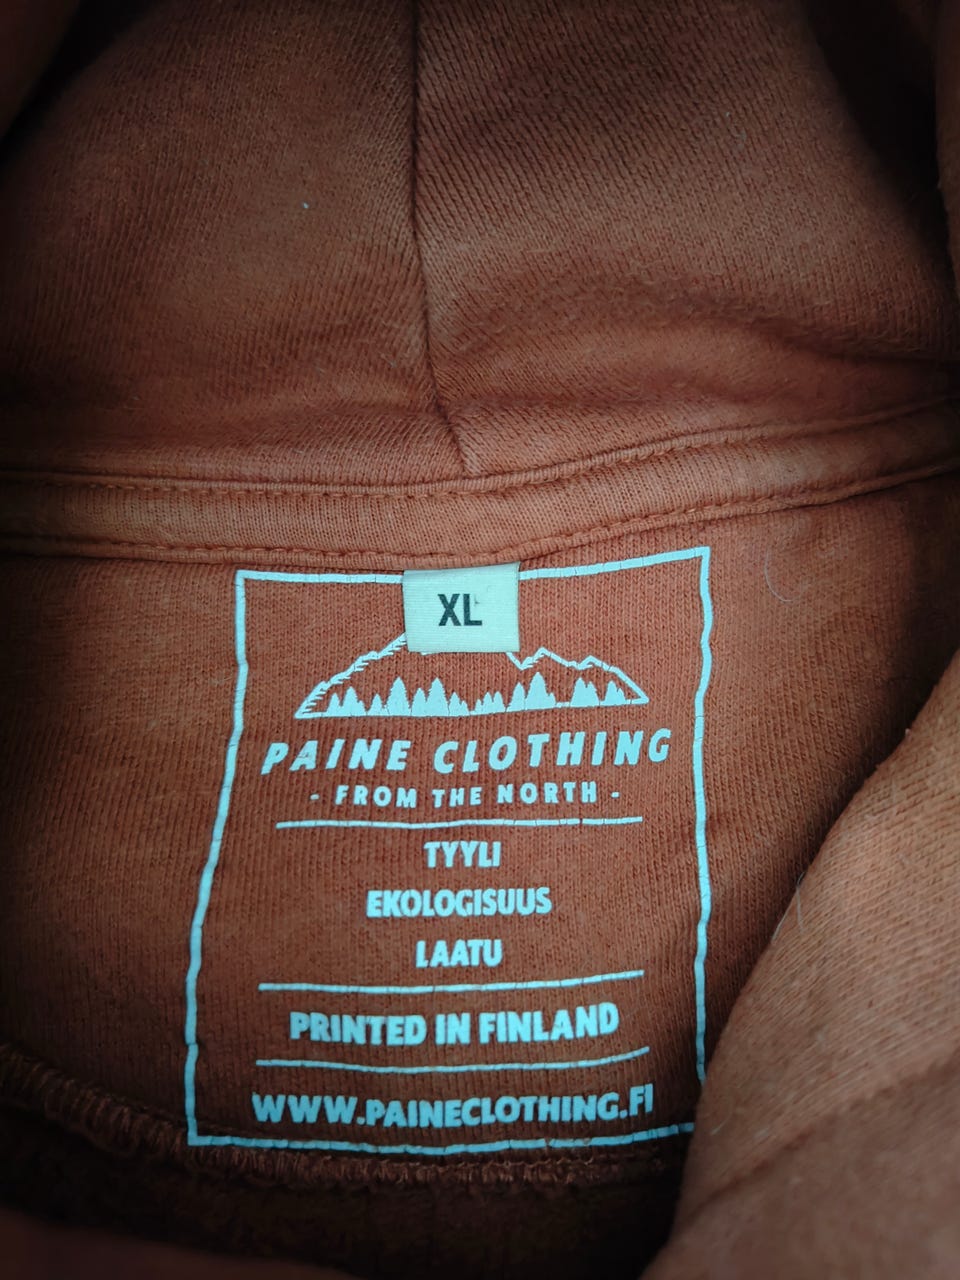 XL
PAINE CLOTHING
- FROM THE NORTH -
TYYLI
EKOLOGISUUS
LAATU
PRINTED IN FINLAND
WWW.PAINECLOTHING.FI